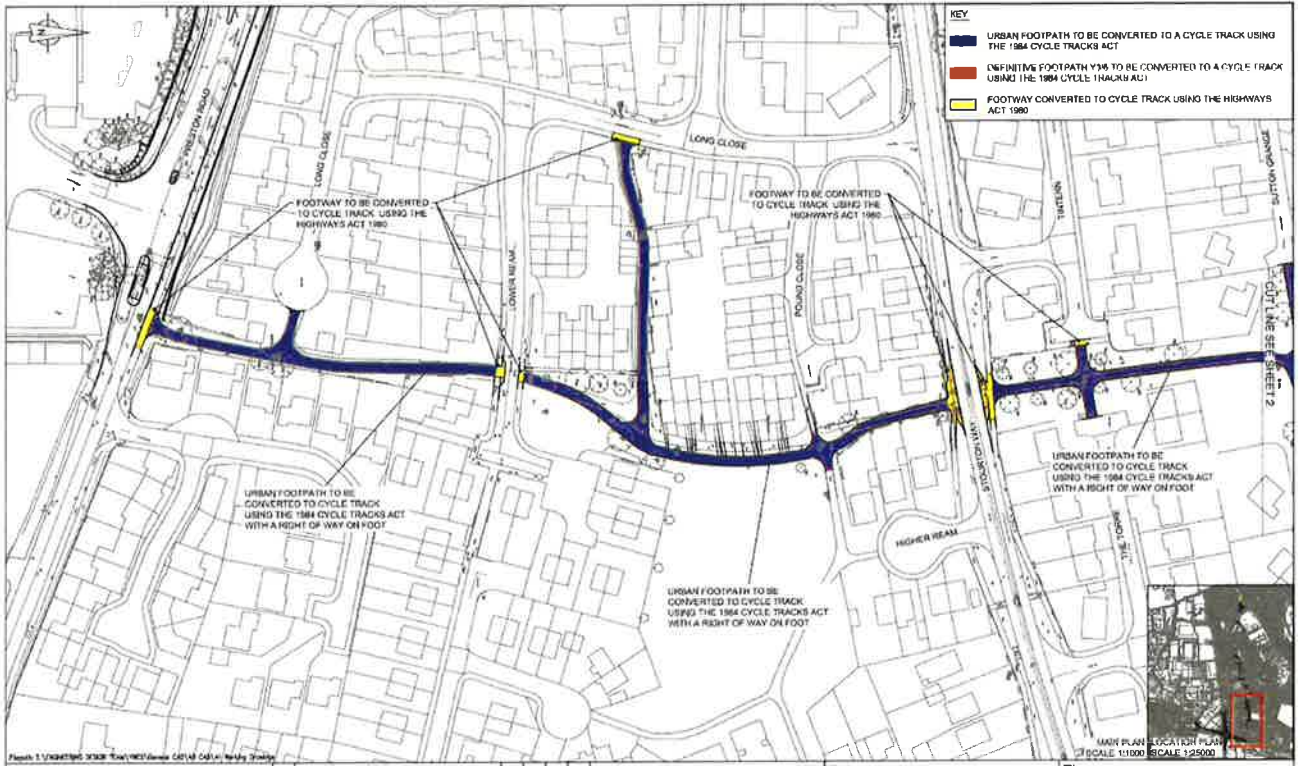 N
KEY
URBAN FOOTPATH TO BE CONVERTED TO A CYCLE TRACK USING
THE 1984 CYCLE TRACKS ACT
DEFINITIVE FOOTPATH TO BE CONVERTED TO A CYCLE TRACK
USING THE 1984 CYCLE TRACKS ACT
FOOTWAY CONVERTED TO CYCLE TRACK USING THE HIGHWAYS
ACT 1980
PRESTON ROAD
LONG CLOSE
LONG CLOSE
FOOTWAY TO BE CONVERTED
TO CYCLE TRACK USING THE
HIGHWAYS ACT 1980
FOOTWAY TO BE CONVERTED
TO CYCLE TRACK USING THE
HIGHWAYS ACT 1980
LOWER REAM
POUND CLOSE
TINTERN
SUTTON GRANGE
CUT LINE SEE SHEET 2
STOURTON WAY
HIGHER REAM
URBAN FOOTPATH TO BE
CONVERTED TO CYCLE TRACK
USING THE 1984 CYCLE TRACKS ACT
WITH A RIGHT OF WAY ON FOOT
URBAN FOOTPATH TO BE
CONVERTED TO CYCLE TRACK
USING THE 1984 CYCLE TRACKS ACT
WITH A RIGHT OF WAY ON FOOT
URBAN FOOTPATH TO BE
CONVERTED TO CYCLE TRACK
USING THE 1984 CYCLE TRACKS ACT
WITH A RIGHT OF WAY ON FOOT
MAIN PLAN LOCATION PLAN
SCALE 1:1000 SCALE 1:25000